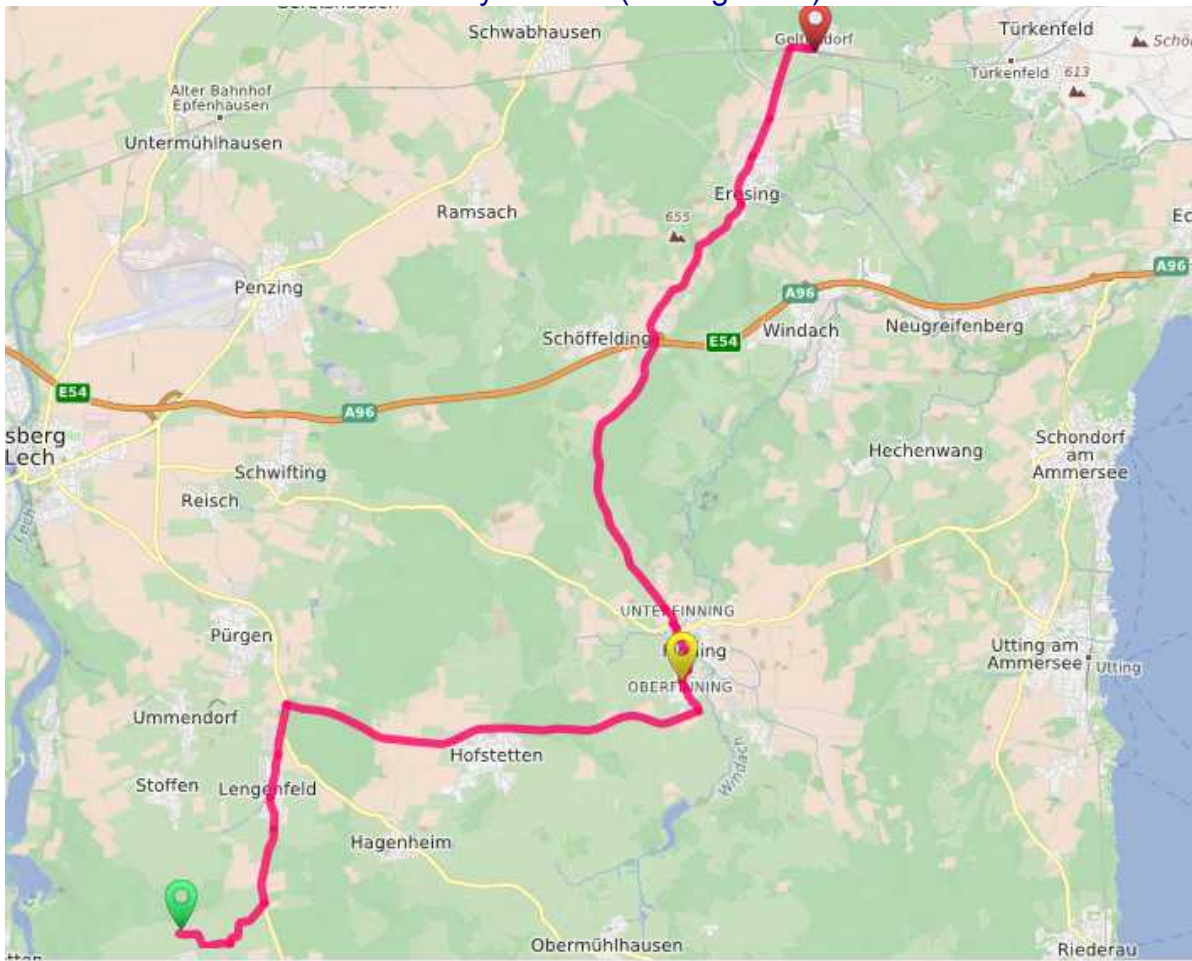 Schwabhausen
Türkenfeld
Türkenfeld
613
Alter Bahnhof
Epfenhausen
Untermühlhausen
Ramsach
Eresing
655
Penzing
A96
A96
Schöffelding
E54
Windach
Neugreifenberg
E54
A96
sberg
Lech
Schwifting
Reisch
Hechenwang
Schondorf
am
Ammersee
Lech
UNTERFINNING
Pürgen
OBERFINNING
Utting am
Ammersee
Utting
Ummendorf
Hofstetten
Stoffen
Lengenfeld
Windach
Hagenheim
Obermühlhausen
Riederau